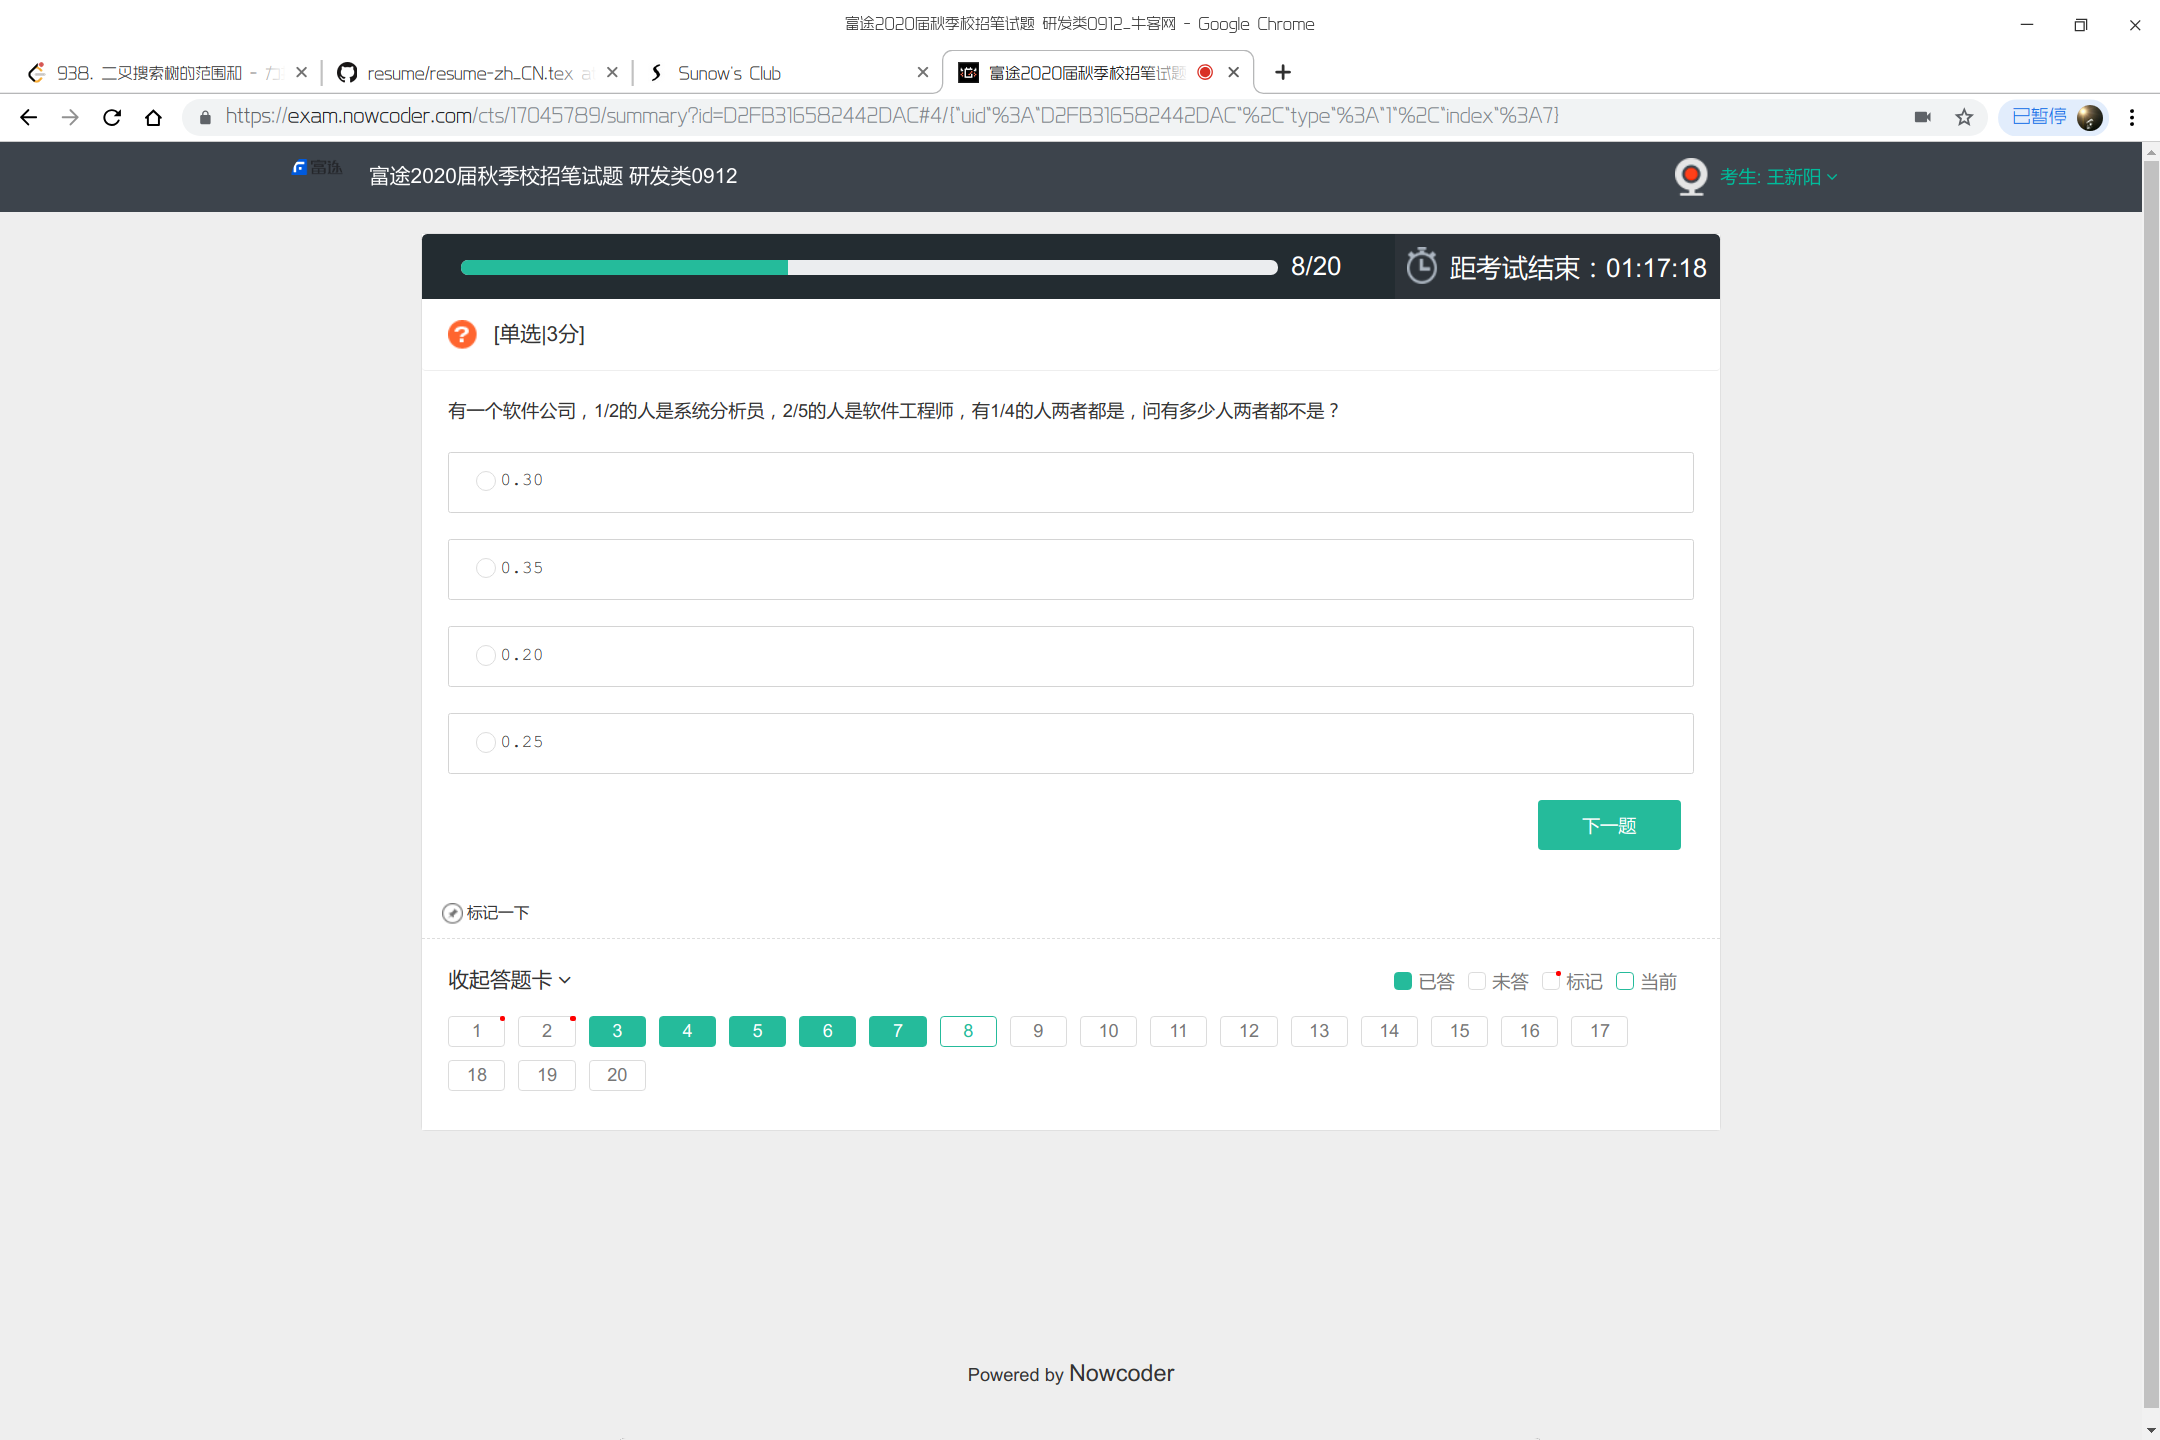 富途2020届秋季校招笔试题 研发类0912_牛客网 - Google Chrome
938. 二叉搜索树的范围和 - 力
resume/resume-zh_CN.tex at
Sunow's Club
富途2020届秋季校招笔试题
https://exam.nowcoder.com/cts/17045789/summary?id=D2FB316582442DAC#4/{"uid"%3A"D2FB316582442DAC"%2C"type"%3A"1"%2C"index"%3A7}
已暂停
富途
富途2020届秋季校招笔试题 研发类0912
考生: 王新阳
8/20
距考试结束：01:17:18
[单选|3分]
有一个软件公司，1/2的人是系统分析员，2/5的人是软件工程师，有1/4的人两者都是，问有多少人两者都不是？
0.30
0.35
0.20
0.25
下一题
标记一下
收起答题卡
已答 未答 标记 当前
1 2 3 4 5 6 7 8 9 10 11 12 13 14 15 16 17
18 19 20
Powered by Nowcoder